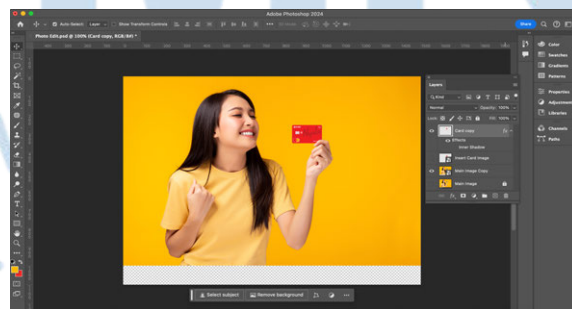 Adobe Photoshop 2024
Auto Select:
Layer
Show Transform Controls
Share
Photo Edit.psd @ 100% (Card copy, RGB/8#) *
Color
Swatches
Gradients
Patterns
Properties
Adjustments
Libraries
Channels
Paths
Layers
Kind
Normal
Opacity: 100%
Lock:
Fill: 100%
Card copy
fx
Effects
Inner Shadow
Insert Card Image
Main Image Copy
Main Image
Select subject
Remove background